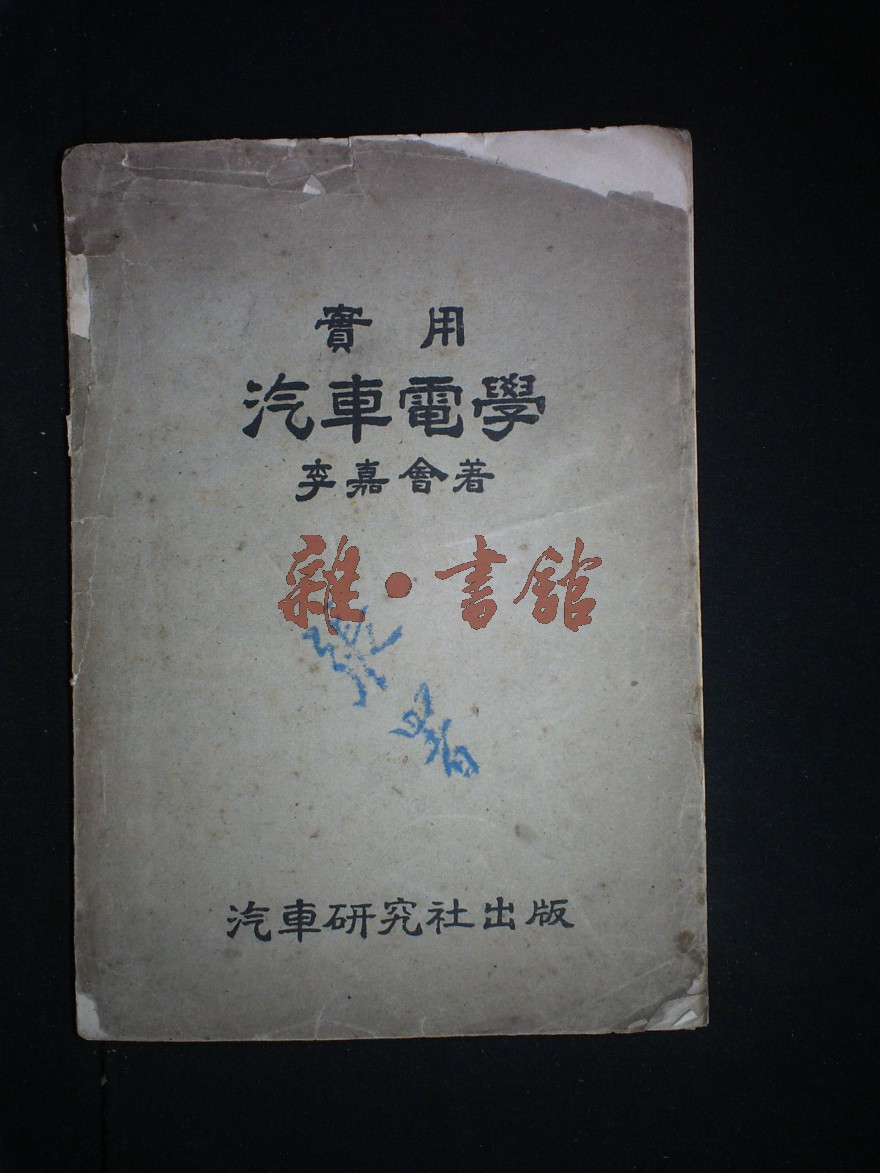 實用
汽車電學
李嘉會著
雜·書館
汽車研究社出版